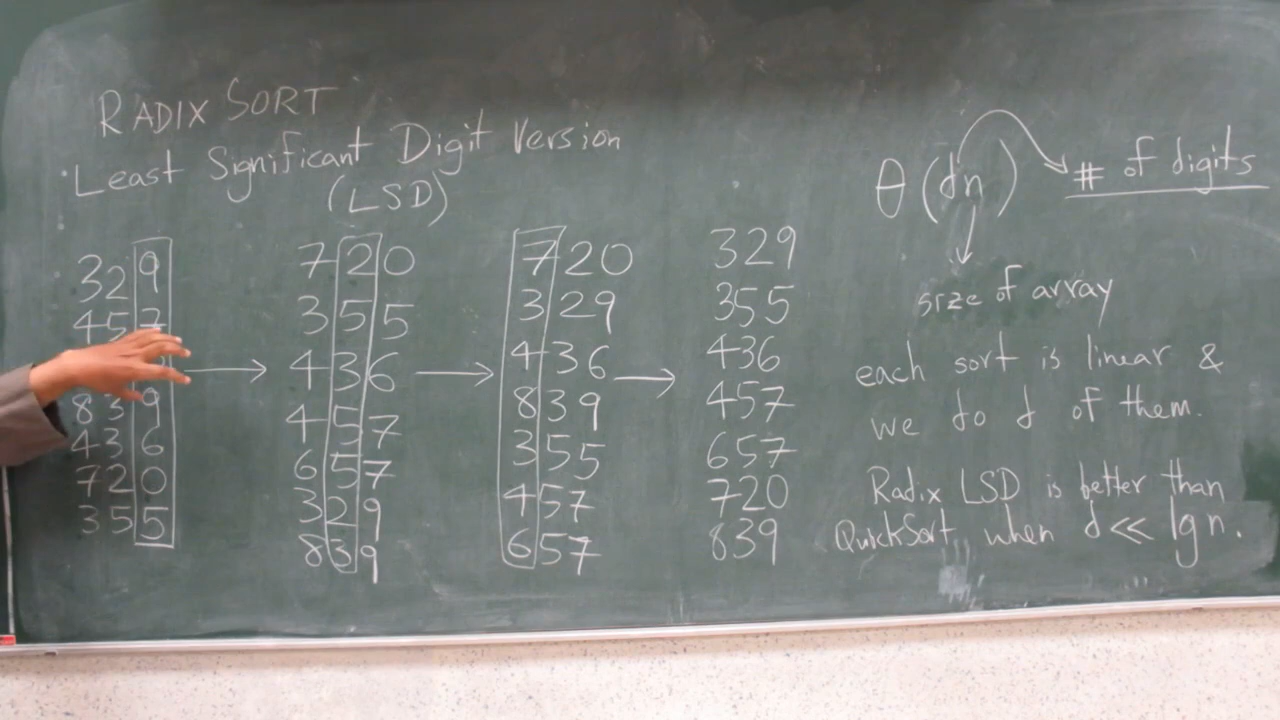 RADIX SORT
Least Significant Digit Version
(LSD)
329
45
839
436
720
355
720
355
436
457
657
329
839
720
329
436
839
355
457
657
329
355
436
457
657
720
839
θ(dn)
# of digits
size of array
each sort is linear &
we do d of them.
Radix LSD is better than
QuickSort when d << lg n.